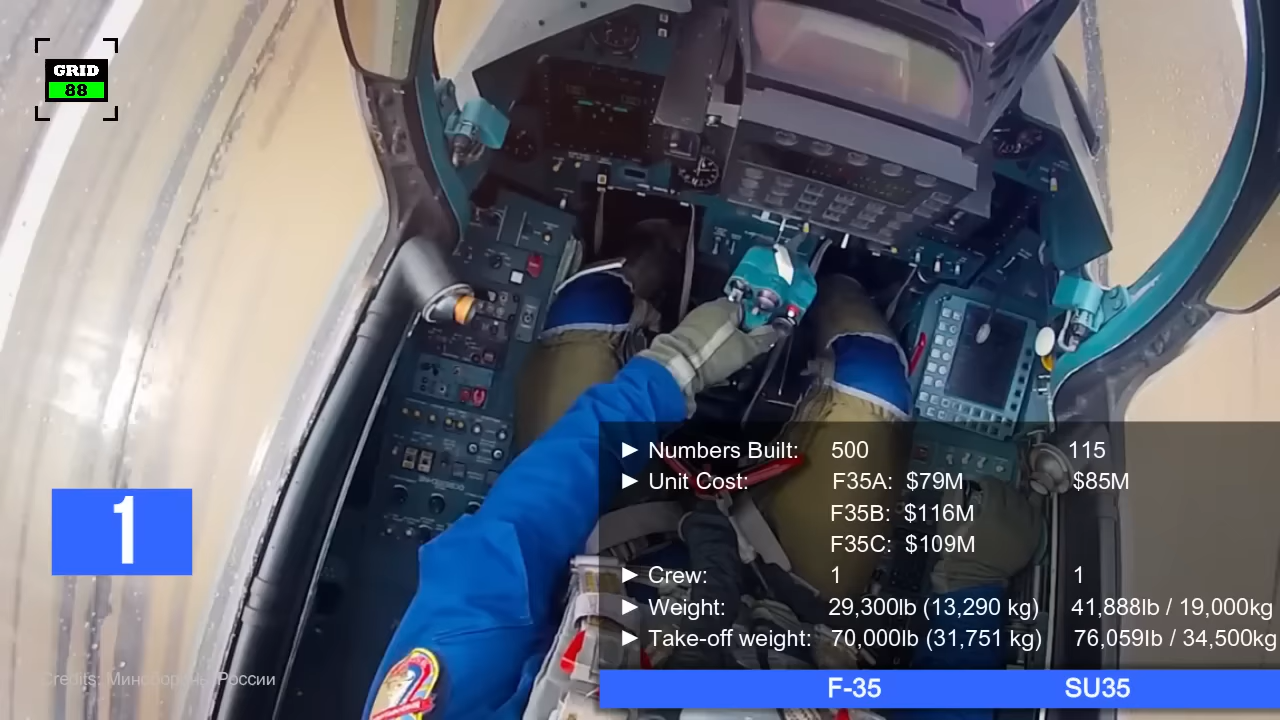 GRID
88
► Numbers Built: 500 115
► Unit Cost: F35A: $79M $85M
F35B: $116M
F35C: $109M
► Crew: 1 1
► Weight: 29,300lb (13,290 kg) 41,888lb / 19,000kg
► Take-off weight: 70,000lb (31,751 kg) 76,059lb / 34,500kg
F-35 SU35
1
Credits: Минобороны России